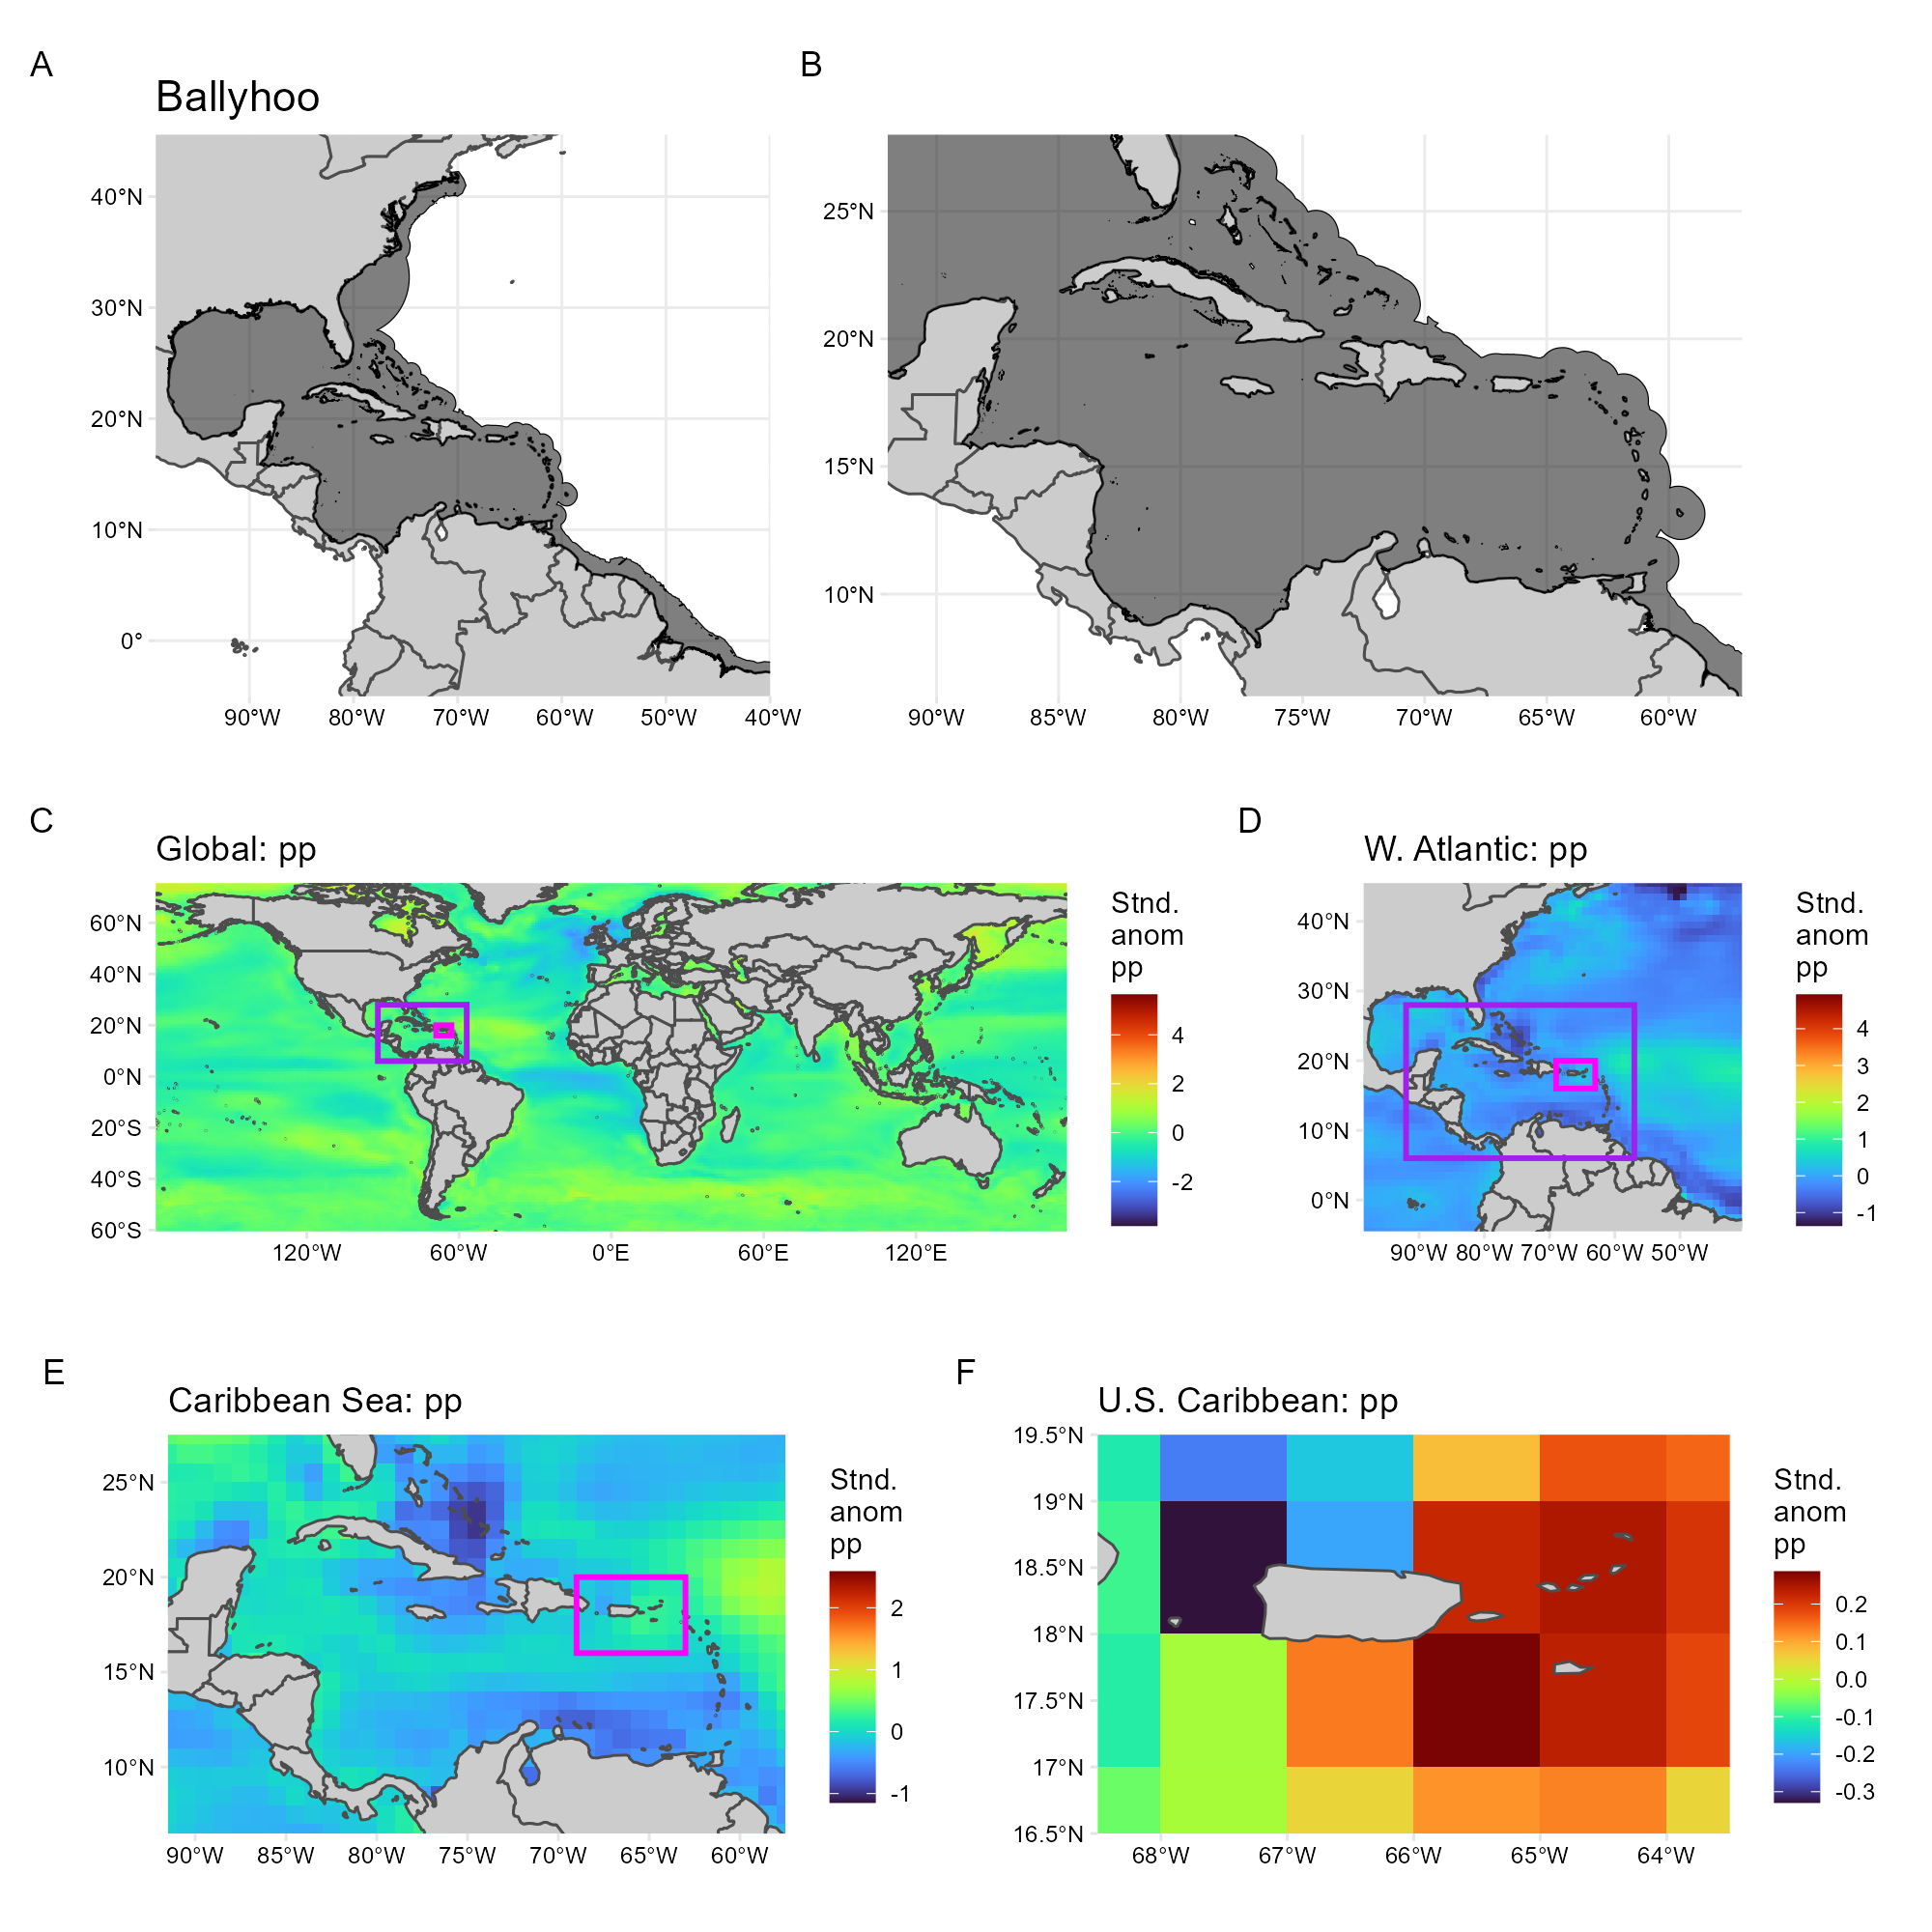 A
B
Ballyhoo
40°N
30°N
20°N
10°N
0°
90°W 80°W 70°W 60°W 50°W 40°W
25°N
20°N
15°N
10°N
90°W 85°W 80°W 75°W 70°W 65°W 60°W
C
D
Global: pp
60°N
40°N
20°N
0°N
20°S
40°S
60°S
120°W 60°W 0°E 60°E 120°E
Stnd.
anom
pp
4
2
0
-2
W. Atlantic: pp
40°N
30°N
20°N
10°N
0°N
90°W 80°W 70°W 60°W 50°W
Stnd.
anom
pp
4
3
2
1
0
-1
E
F
Caribbean Sea: pp
25°N
20°N
15°N
10°N
90°W 85°W 80°W 75°W 70°W 65°W 60°W
Stnd.
anom
pp
2
1
0
-1
U.S. Caribbean: pp
19.5°N
19°N
18.5°N
18°N
17.5°N
17°N
16.5°N
68°W 67°W 66°W 65°W 64°W
Stnd.
anom
pp
0.2
0.1
0.0
-0.1
-0.2
-0.3